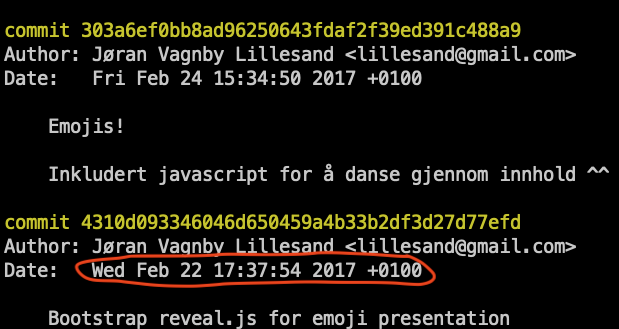 commit 303a6ef0bb8ad96250643fdaf2f39ed391c488a9
Author: Jøran Vagnby Lillesand <lillesand@gmail.com>
Date:   Fri Feb 24 15:34:50 2017 +0100
Emojis!
Inkludert javascript for å danse gjennom innhold ^^
commit 4310d093346046d650459a4b33b2df3d27d77efd
Author: Jøran Vagnby Lillesand <lillesand@gmail.com>
Date:   Wed Feb 22 17:37:54 2017 +0100
Bootstrap reveal.js for emoji presentation